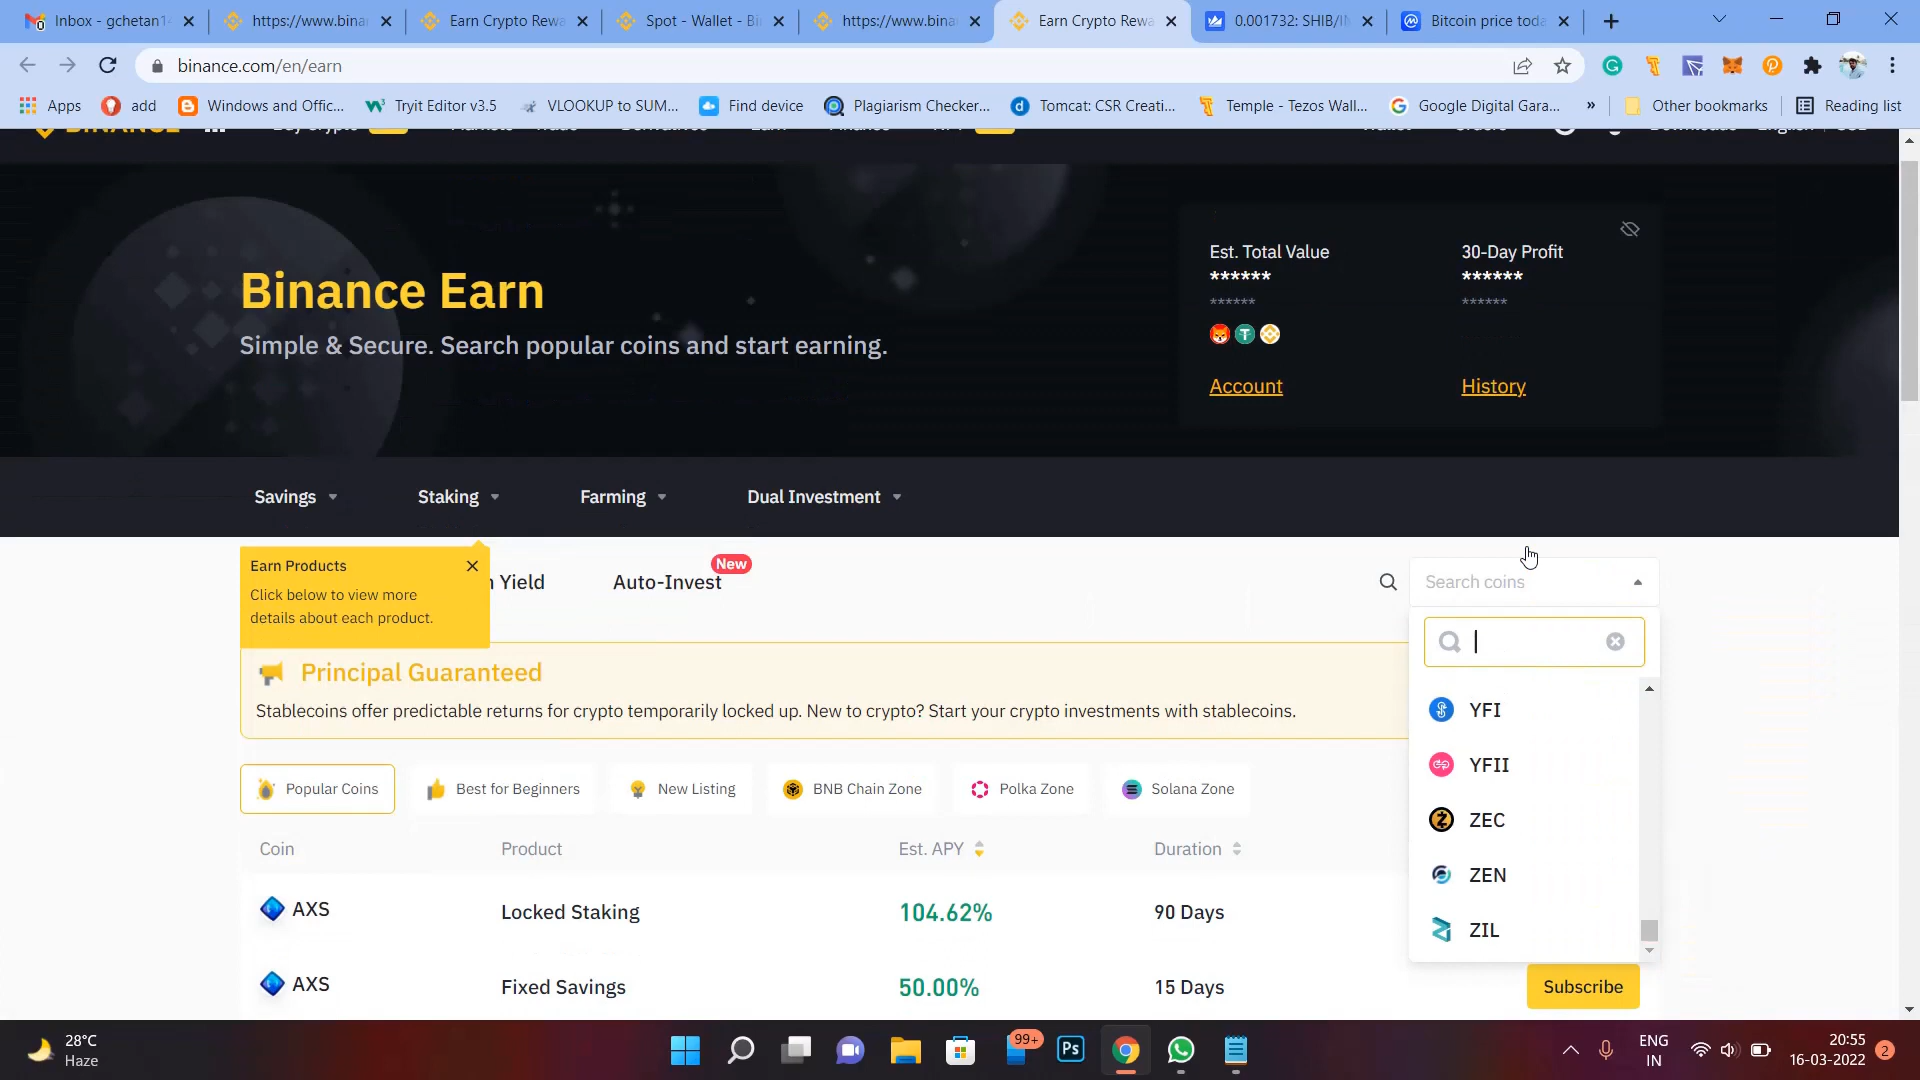 Inbox - gchetan1
https://www.bina
Earn Crypto Rewa
Spot - Wallet - Bi
https://www.bina
Earn Crypto Rewa
0.001732: SHIB/IN
Bitcoin price toda
binance.com/en/earn
Apps
add
Windows and Offic...
Tryit Editor v3.5
VLOOKUP to SUM...
Find device
Plagiarism Checker...
Tomcat: CSR Creati...
Temple - Tezos Wall...
Google Digital Gara...
»
Other bookmarks
Reading list
BINANCE
Binance Earn
Simple & Secure. Search popular coins and start earning.
Est. Total Value
30-Day Profit
******
******
******
******
Account
History
Savings
Staking
Farming
Dual Investment
Earn Products
Click below to view more
details about each product.
n Yield
Auto-Invest
New
Search coins
Principal Guaranteed
Stablecoins offer predictable returns for crypto temporarily locked up. New to crypto? Start your crypto investments with stablecoins.
YFI
YFII
ZEC
ZEN
ZIL
Popular Coins
Best for Beginners
New Listing
BNB Chain Zone
Polka Zone
Solana Zone
Coin
Product
Est. APY
Duration
AXS
Locked Staking
104.62%
90 Days
AXS
Fixed Savings
50.00%
15 Days
Subscribe
28°C
Haze
99+
Ps
ENG
IN
20:55
16-03-2022
2